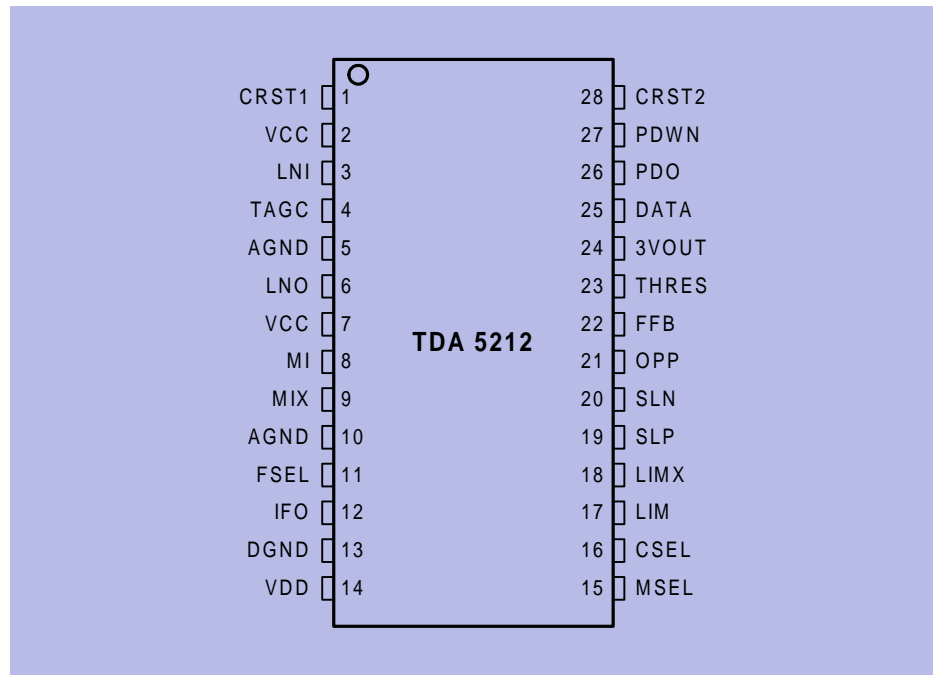 CRST1 1 28 CRST2
VCC 2 27 PDWN
LNI 3 26 PDO
TAGC 4 25 DATA
AGND 5 24 3VOUT
LNO 6 23 THRES
VCC 7 22 FFB
TDA 5212
MI 8 21 OPP
MIX 9 20 SLN
AGND 10 19 SLP
FSEL 11 18 LIMX
IFO 12 17 LIM
DGND 13 16 CSEL
VDD 14 15 MSEL